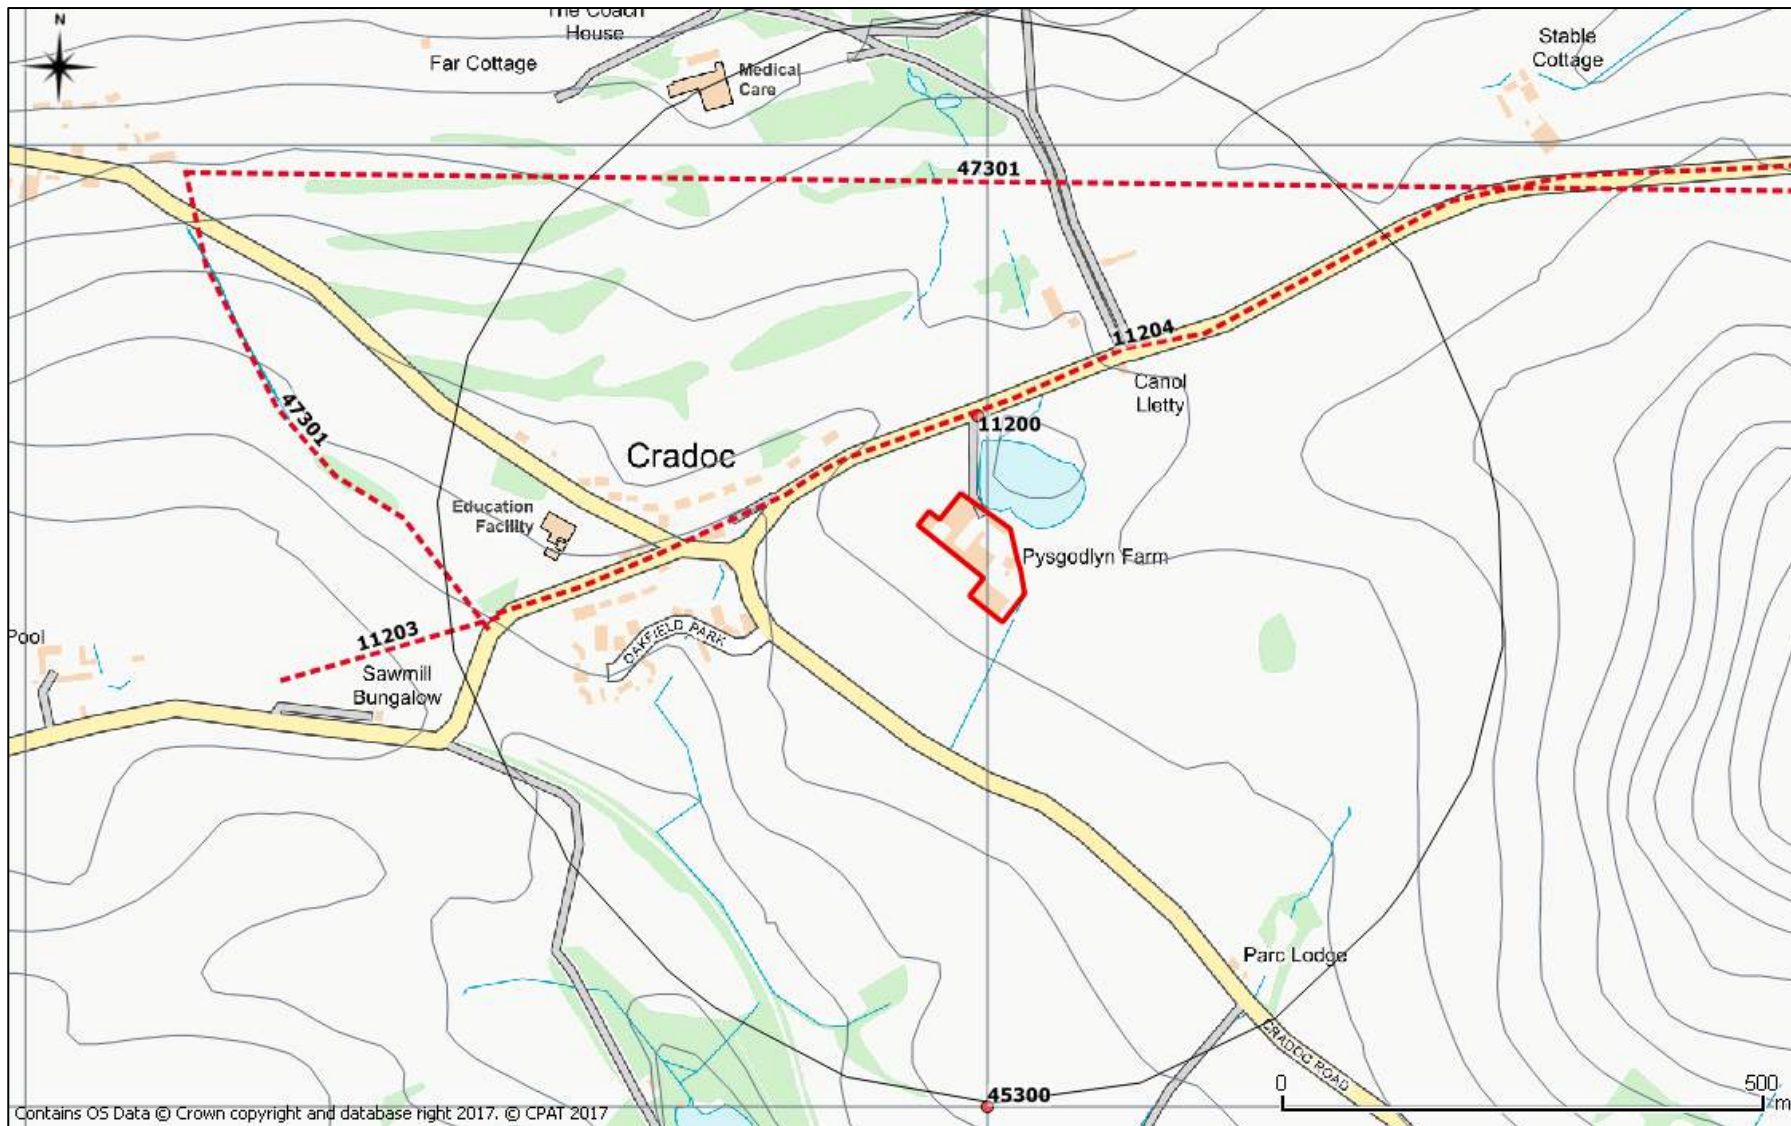 N
The Coach
House
Far Cottage
Medical
Care
Stable
Cottage
47301
11204
Canol
Lletty
47301
11200
Cradoc
Education
Facility
Pysgodlyn Farm
11203
OAKFIELD PARK
Pool
Sawmill
Bungalow
Parc Lodge
CRADOC ROAD
45300
0 500
m
Contains OS Data © Crown copyright and database right 2017. © CPAT 2017